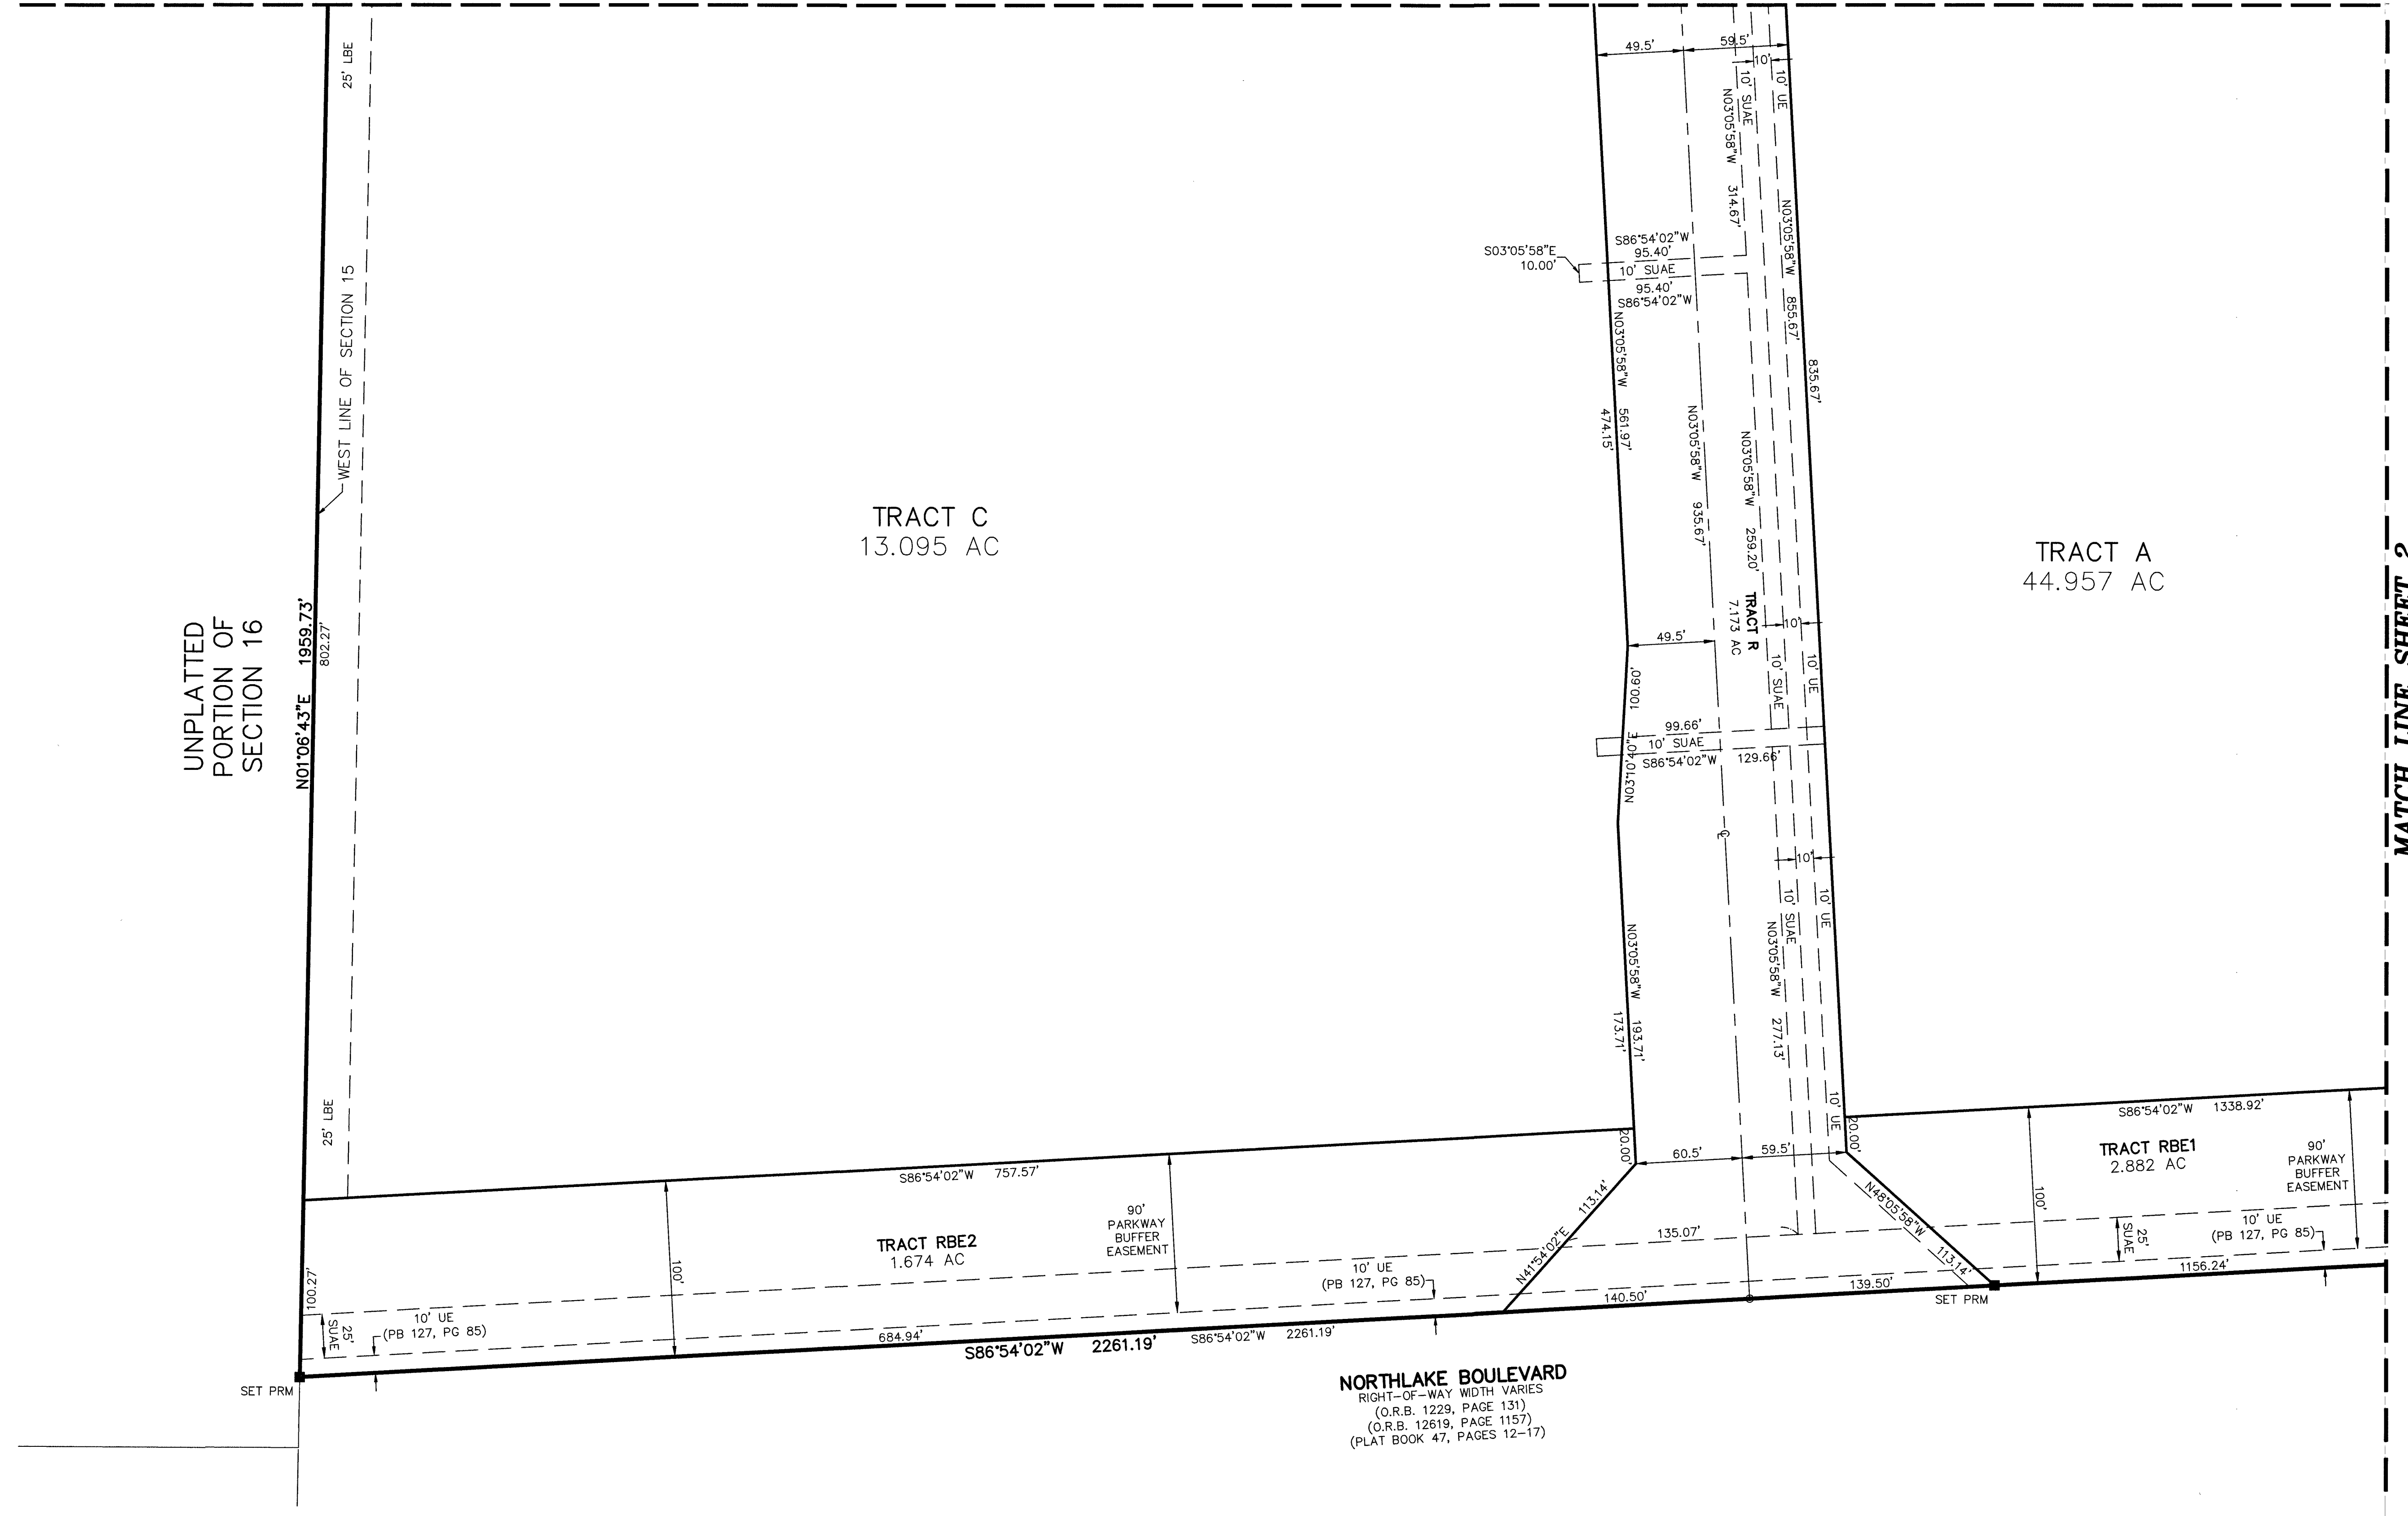 49.5'
59.5'
25' LBE
10'
10' SUAE
10' UE
N03°05'58"W 314.67'
N03°05'58"W 855.67'
835.67'
S86°54'02"W
95.40'
S03°05'58"E
10.00'
10' SUAE
95.40'
S86°54'02"W
WEST LINE OF SECTION 15
N03°05'58"W 561.97'
474.15'
N03°05'58"W 935.67'
N03°05'58"W 259.20'
TRACT C
13.095 AC
TRACT A
44.957 AC
MATCH LINE SHEET 2
UNPLATTED
PORTION OF
SECTION 16
N01°06'43"E 1959.73'
802.27'
TRACT R
7.173 AC
10'
49.5'
10' SUAE
10' UE
100.60'
N03°10'40"E
99.66'
10' SUAE
S86°54'02"W 129.66'
℄
10'
10' SUAE
10' UE
N03°05'58"W 277.13'
N03°05'58"W 193.71'
173.71'
25' LBE
10' UE
20.00'
20.00'
S86°54'02"W 1338.92'
60.5'
59.5'
S86°54'02"W 757.57'
TRACT RBE1
2.882 AC
90'
PARKWAY
BUFFER
EASEMENT
100'
N48°05'58"W 113.14'
N41°54'02"E 113.14'
90'
PARKWAY
BUFFER
EASEMENT
TRACT RBE2
1.674 AC
100'
135.07'
25'
SUAE
10' UE
(PB 127, PG 85)
10' UE
(PB 127, PG 85)
1156.24'
139.50'
140.50'
SET PRM
100.27'
25'
SUAE
10' UE
(PB 127, PG 85)
684.94'
S86°54'02"W 2261.19'
S86°54'02"W 2261.19'
SET PRM
NORTHLAKE BOULEVARD
RIGHT-OF-WAY WIDTH VARIES
(O.R.B. 1229, PAGE 131)
(O.R.B. 12619, PAGE 1157)
(PLAT BOOK 47, PAGES 12-17)